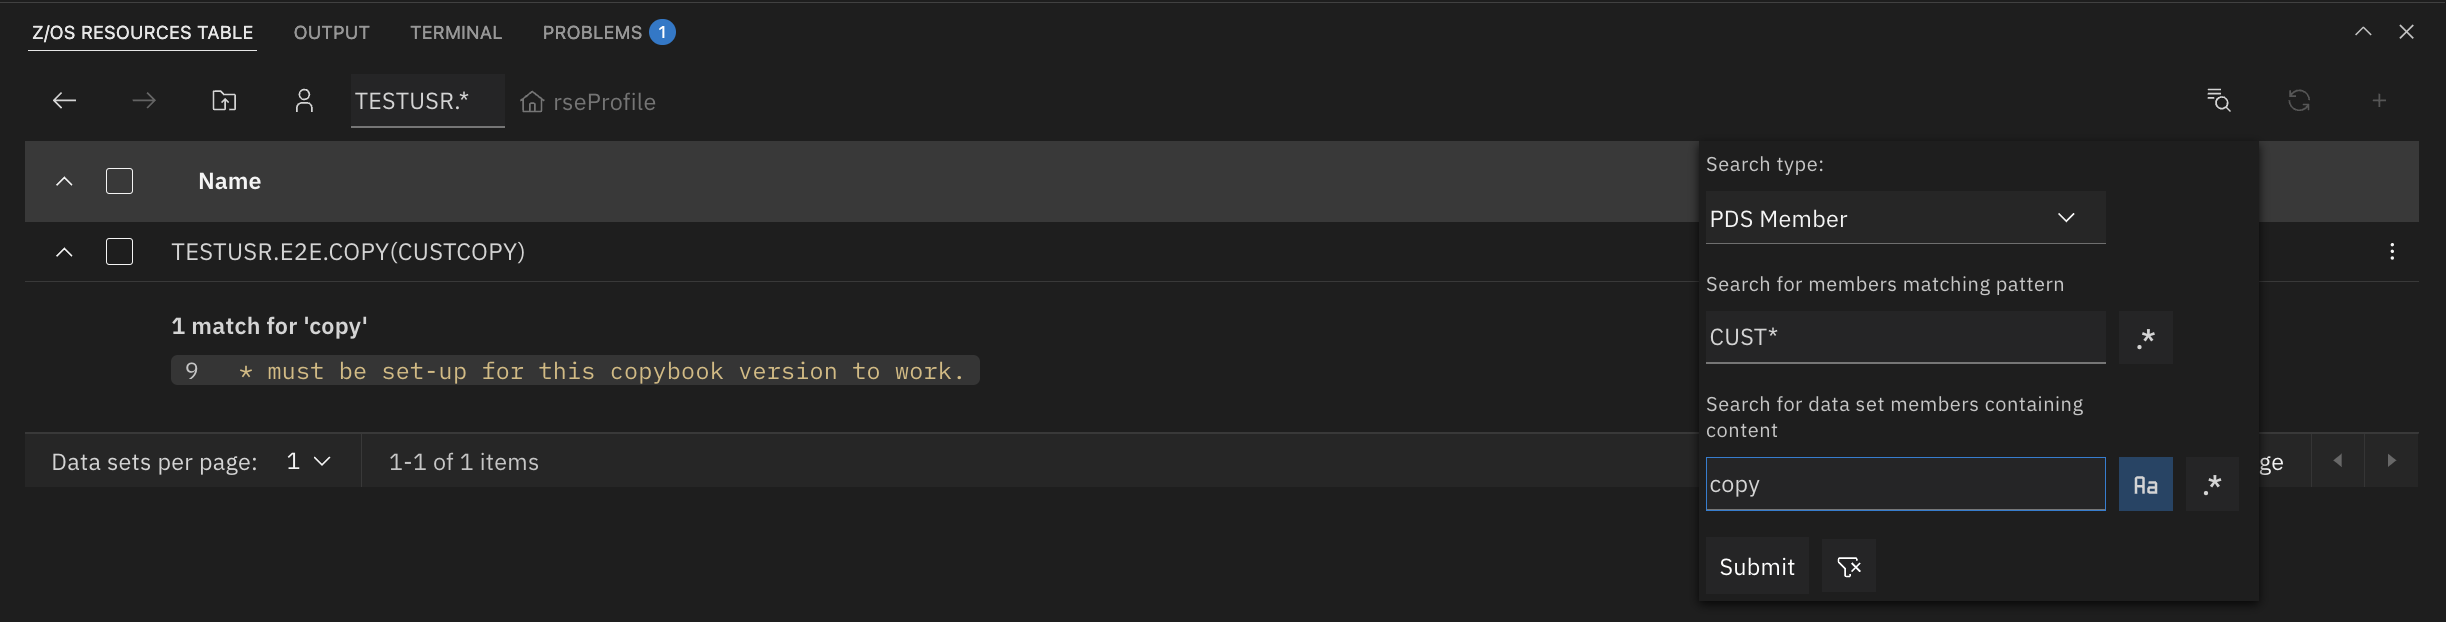 Z/OS RESOURCES TABLE OUTPUT TERMINAL PROBLEMS 1
TESTUSR.* rseProfile
Name
TESTUSR.E2E.COPY(CUSTCOPY)
1 match for 'copy'
9 * must be set-up for this copybook version to work.
Data sets per page: 1 1-1 of 1 items
ge
Search type:
PDS Member
Search for members matching pattern
CUST* .*
Search for data set members containing
content
copy Aa .*
Submit